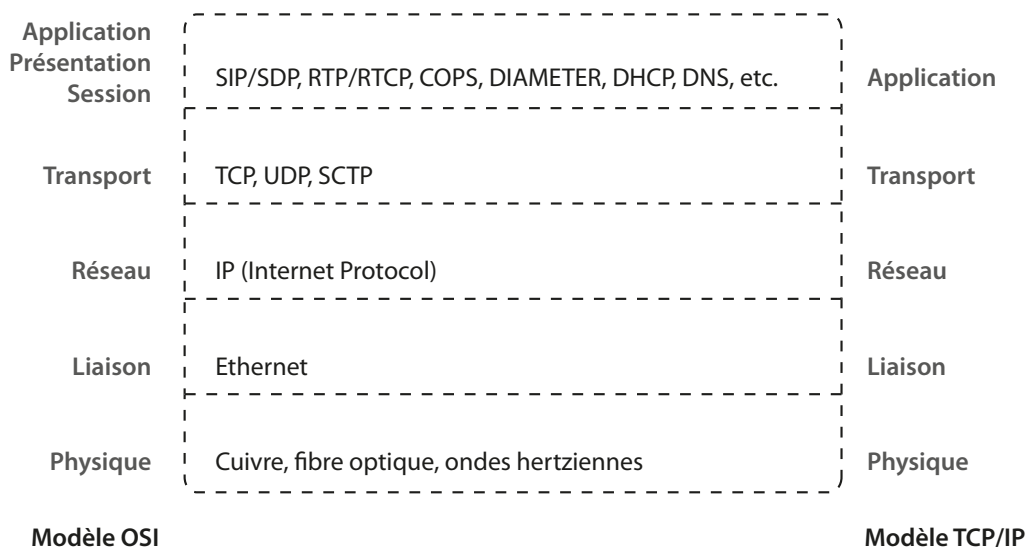 Application
Présentation
Session
SIP/SDP, RTP/RTCP, COPS, DIAMETER, DHCP, DNS, etc.
Application
Transport
TCP, UDP, SCTP
Transport
Réseau
IP (Internet Protocol)
Réseau
Liaison
Ethernet
Liaison
Physique
Cuivre, fibre optique, ondes hertziennes
Physique
Modèle OSI
Modèle TCP/IP